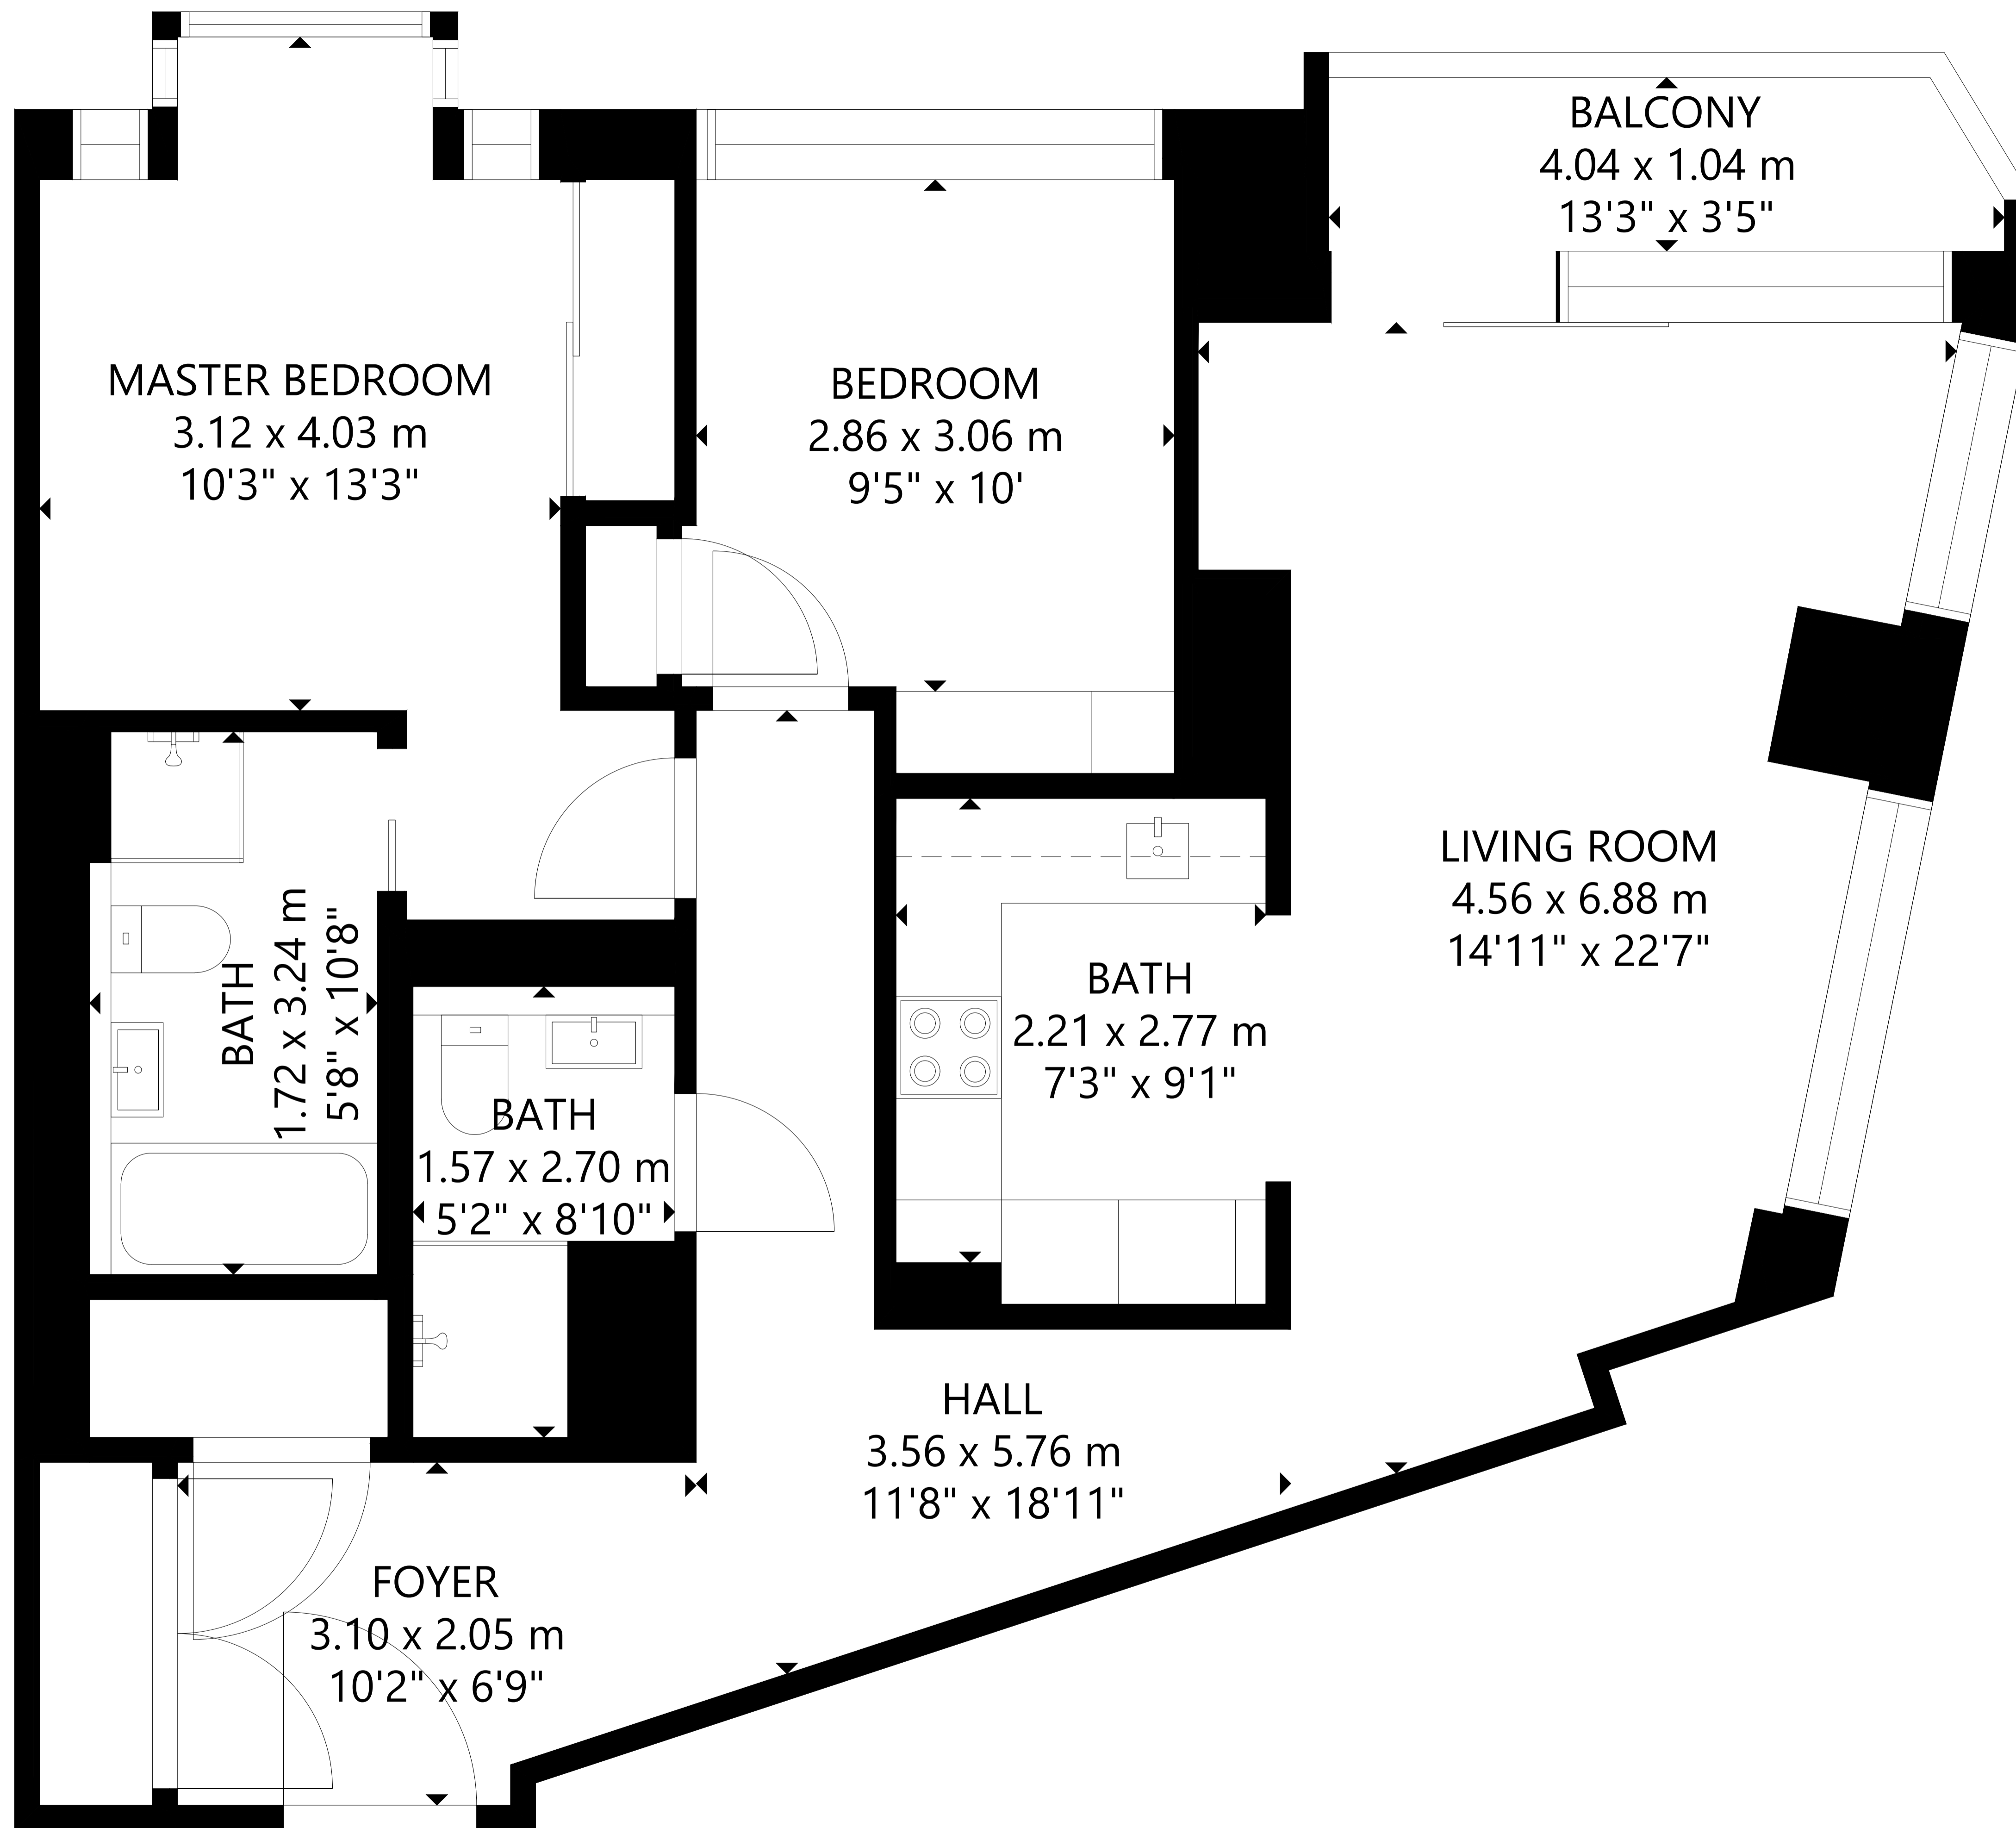 BALCONY
4.04 x 1.04 m
13'3" x 3'5"
MASTER BEDROOM
3.12 x 4.03 m
10'3" x 13'3"
BEDROOM
2.86 x 3.06 m
9'5" x 10'
LIVING ROOM
4.56 x 6.88 m
14'11" x 22'7"
BATH
1.72 x 3.24 m
5'8" x 10'8"
BATH
2.21 x 2.77 m
7'3" x 9'1"
BATH
1.57 x 2.70 m
5'2" x 8'10"
HALL
3.56 x 5.76 m
11'8" x 18'11"
FOYER
3.10 x 2.05 m
10'2" x 6'9"